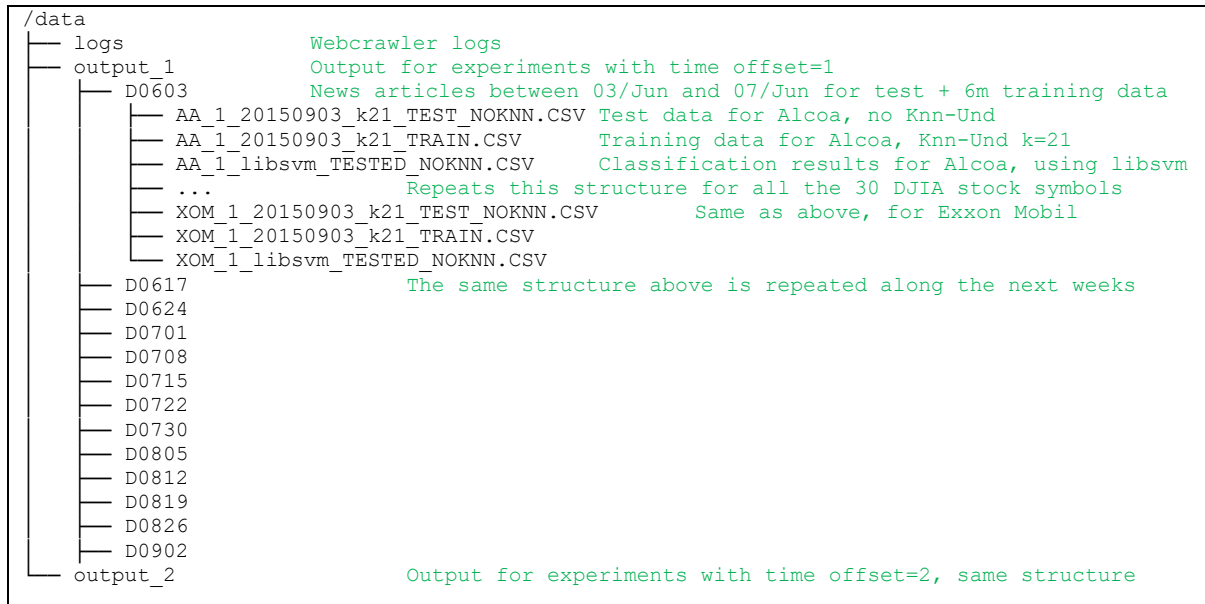 /data
├── logs Webcrawler logs
├── output_1 Output for experiments with time offset=1
│ ├── D0603 News articles between 03/Jun and 07/Jun for test + 6m training data
│ │ ├── AA_1_20150903_k21_TEST_NOKNN.CSV Test data for Alcoa, no Knn-Und
│ │ ├── AA_1_20150903_k21_TRAIN.CSV Training data for Alcoa, Knn-Und k=21
│ │ ├── AA_1_libsvm_TESTED_NOKNN.CSV Classification results for Alcoa, using libsvm
│ │ ├── ... Repeats this structure for all the 30 DJIA stock symbols
│ │ ├── XOM_1_20150903_k21_TEST_NOKNN.CSV Same as above, for Exxon Mobil
│ │ ├── XOM_1_20150903_k21_TRAIN.CSV
│ │ └── XOM_1_libsvm_TESTED_NOKNN.CSV
│ ├── D0617 The same structure above is repeated along the next weeks
│ ├── D0624
│ ├── D0701
│ ├── D0708
│ ├── D0715
│ ├── D0722
│ ├── D0730
│ ├── D0805
│ ├── D0812
│ ├── D0819
│ ├── D0826
│ ├── D0902
└── output_2 Output for experiments with time offset=2, same structure